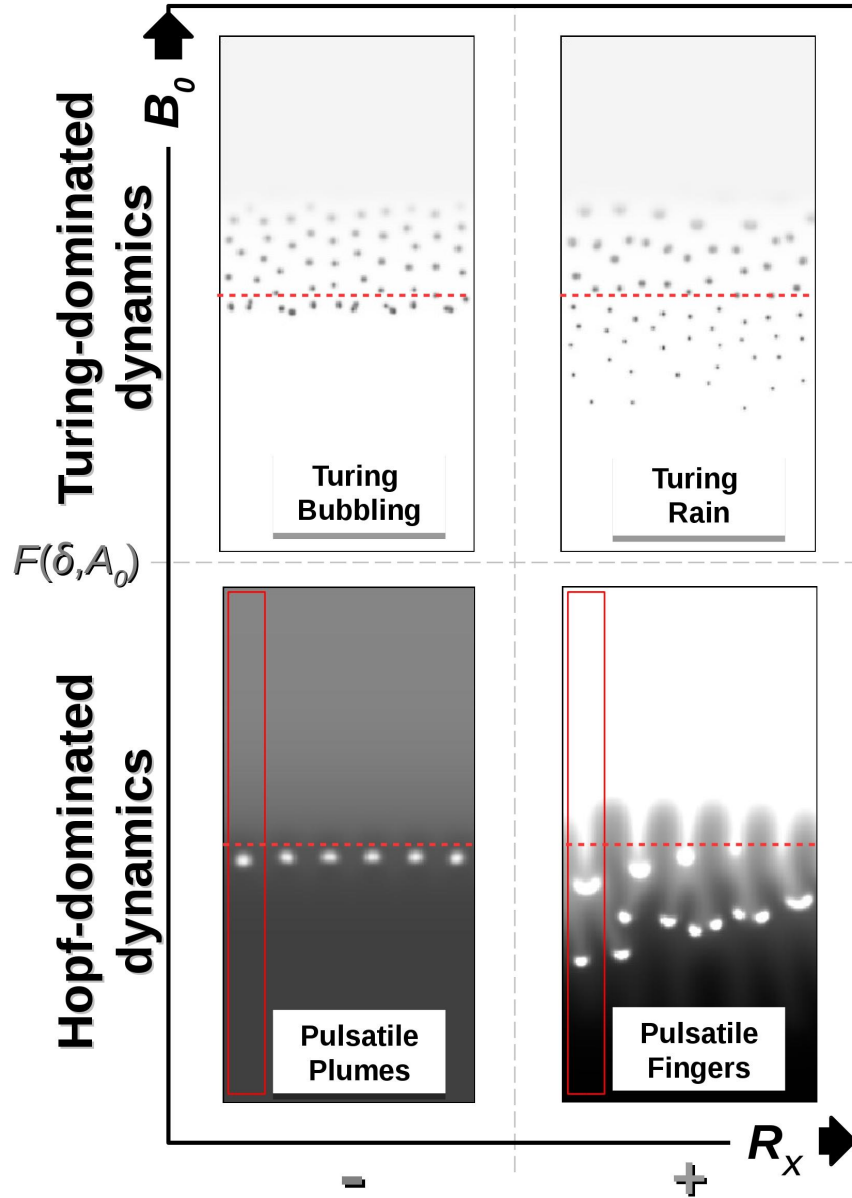 B0
Turing-dominated
dynamics
Turing
Bubbling
Turing
Rain
F(δ,A0)
Hopf-dominated
dynamics
Pulsatile
Plumes
Pulsatile
Fingers
RX
- +